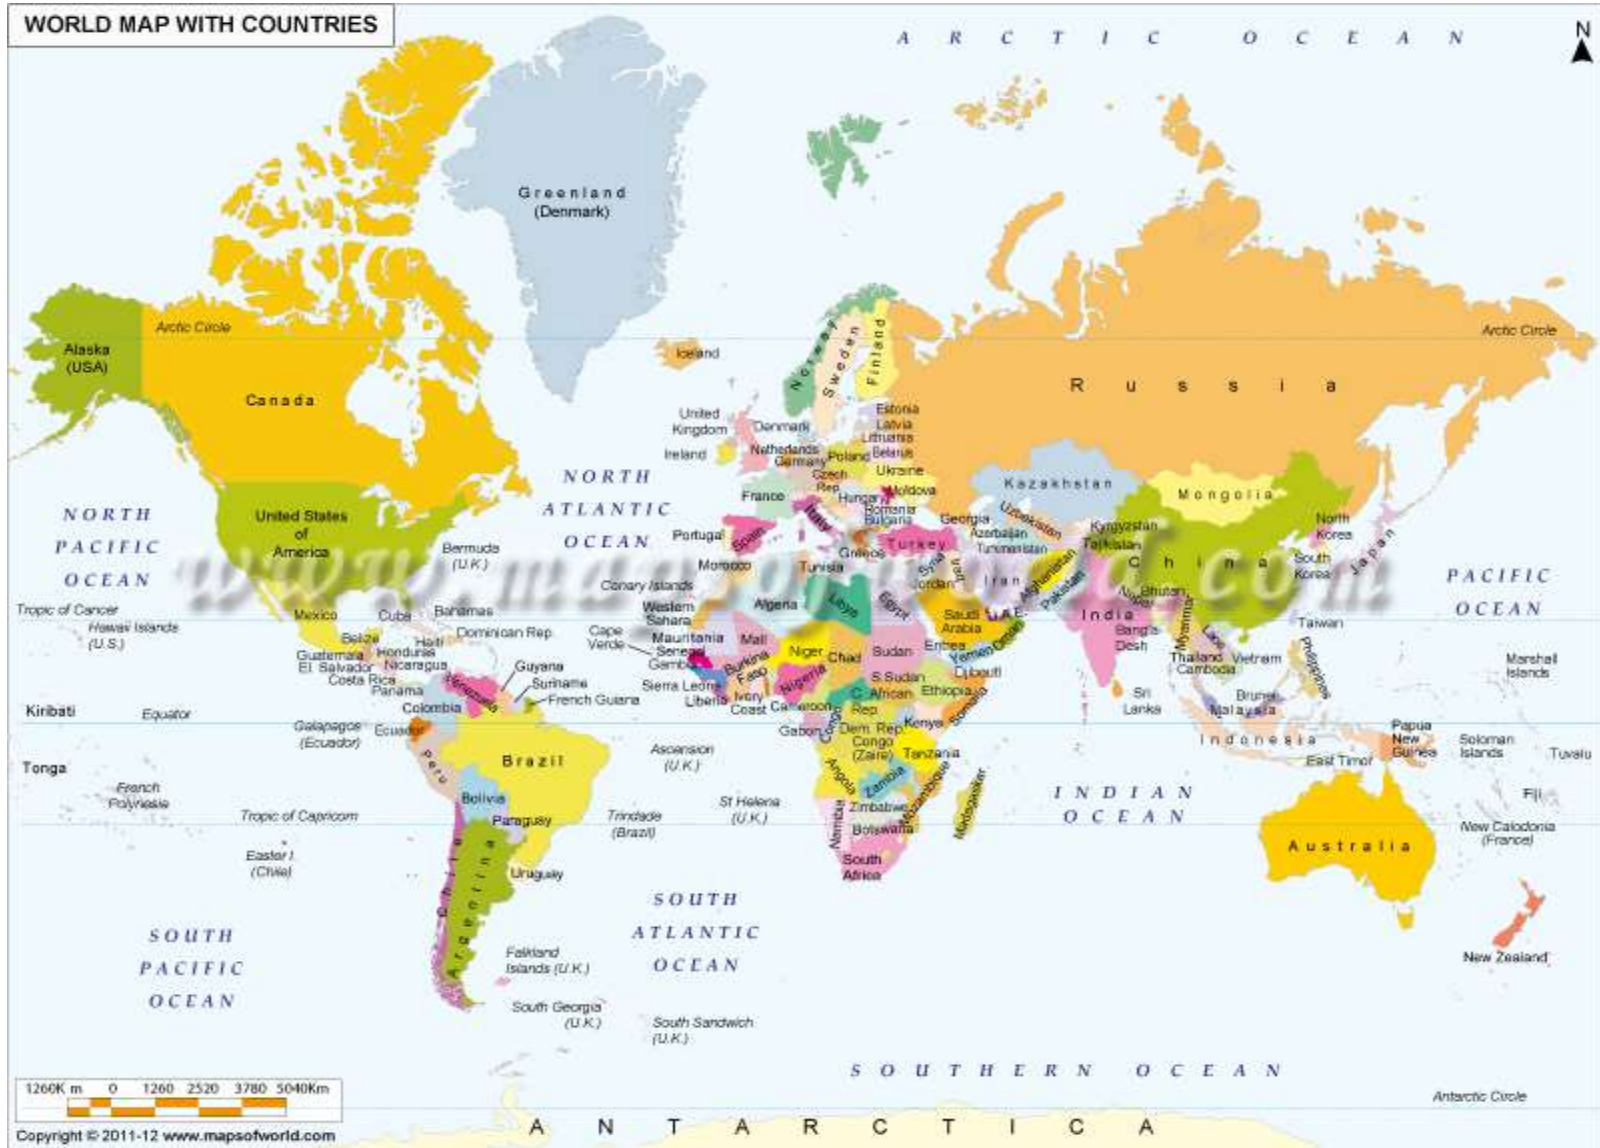 WORLD MAP WITH COUNTRIES
N
A R C T I C O C E A N
Greenland
(Denmark)
Arctic Circle
Arctic Circle
Alaska
(USA)
Canada
Iceland
Norway
Sweden
Finland
Russia
United
Kingdom
Ireland
Denmark
Estonia
Latvia
Lithuania
Belarus
Netherlands
Germany
Poland
Czech
Rep.
Ukraine
France
Hungary
Moldova
Romania
Bulgaria
Kazakhstan
Mongolia
NORTH
ATLANTIC
OCEAN
NORTH
PACIFIC
OCEAN
United States
of
America
Bermuda
(U.K.)
Portugal
Spain
Italy
Greece
Turkey
Georgia
Azerbaijan
Turkmenistan
Uzbekistan
Kyrgyzstan
Tajikistan
China
North
Korea
South
Korea
Japan
www.mapsofworld.com
PACIFIC
OCEAN
Morocco
Tunisia
Canary Islands
Algeria
Libya
Egypt
Syria
Iraq
Jordan
Iran
Afghanistan
Pakistan
Nepal
Bhutan
India
Bangla
Desh
Myanmar
Laos
Taiwan
Thailand
Vietnam
Cambodia
Philippines
Tropic of Cancer
Hawaii Islands
(U.S.)
Mexico
Cuba
Bahamas
Haiti
Dominican Rep.
Belize
Guatemala
Honduras
El Salvador
Nicaragua
Costa Rica
Panama
Western
Sahara
Cape
Verde
Mauritania
Senegal
Gambia
Mali
Burkina
Faso
Niger
Chad
Sudan
Eritrea
Saudi
Arabia
U.A.E.
Oman
Yemen
Djibouti
Sierra Leone
Liberia
Ivory
Coast
Nigeria
Cameroon
C. African
Rep.
S.Sudan
Ethiopia
Somalia
Sri
Lanka
Brunei
Malaysia
Marshall
Islands
Guyana
Suriname
French Guiana
Venezuela
Colombia
Kiribati
Equator
Galapagos
(Ecuador)
Ecuador
Peru
Brazil
Ascension
(U.K.)
Gabon
Congo
Dem. Rep.
Congo
(Zaire)
Kenya
Tanzania
Indonesia
East Timor
Papua
New
Guinea
Soloman
Islands
Tuvalu
Tonga
French
Polynesia
Bolivia
Paraguay
Angola
Zambia
Mozambique
Zimbabwe
Namibia
Botswana
Madagasker
South
Africa
INDIAN
OCEAN
Fiji
New Calodonia
(France)
Australia
Tropic of Capricorn
Trindade
(Brazil)
St Helena
(U.K.)
Easter I.
(Chile)
Chile
Argentina
Uruguay
SOUTH
PACIFIC
OCEAN
SOUTH
ATLANTIC
OCEAN
New Zealand
Falkland
Islands (U.K.)
South Georgia
(U.K.)
South Sandwich
(U.K.)
SOUTHERN OCEAN
Antarctic Circle
1260K m 0 1260 2520 3780 5040Km
ANTARCTICA
Copyright © 2011-12 www.mapsofworld.com